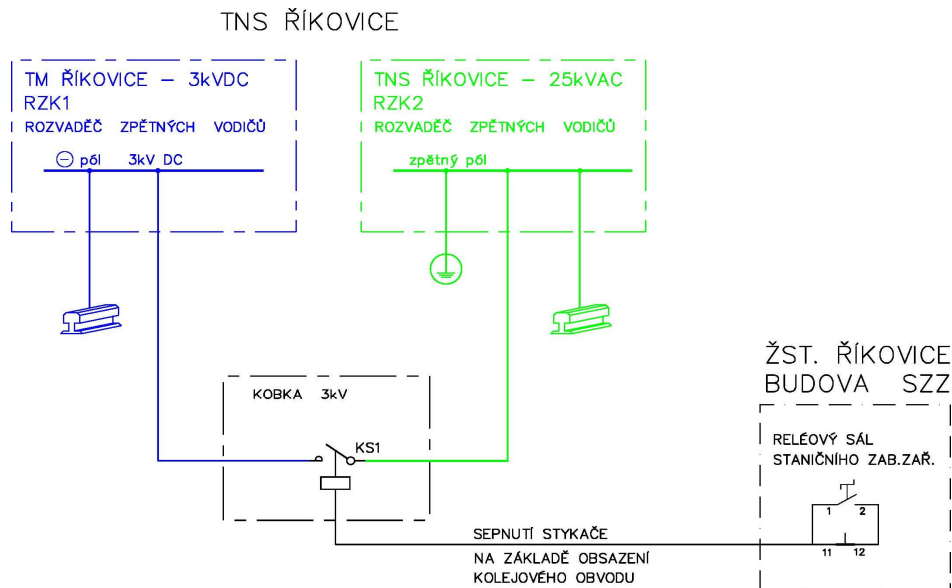 TNS ŘÍKOVICE
TM ŘÍKOVICE – 3kVDC
RZK1
ROZVADĚČ ZPĚTNÝCH VODIČŮ
pól 3kV DC
TNS ŘÍKOVICE – 25kVAC
RZK2
ROZVADĚČ ZPĚTNÝCH VODIČŮ
zpětný pól
KOBKA 3kV
KS1
ŽST. ŘÍKOVICE
BUDOVA SZZ
RELÉOVÝ SÁL
STANIČNÍHO ZAB.ZAŘ.
1 2
11 12
SEPNUTÍ STYKAČE
NA ZÁKLADĚ OBSAZENÍ
KOLEJOVÉHO OBVODU